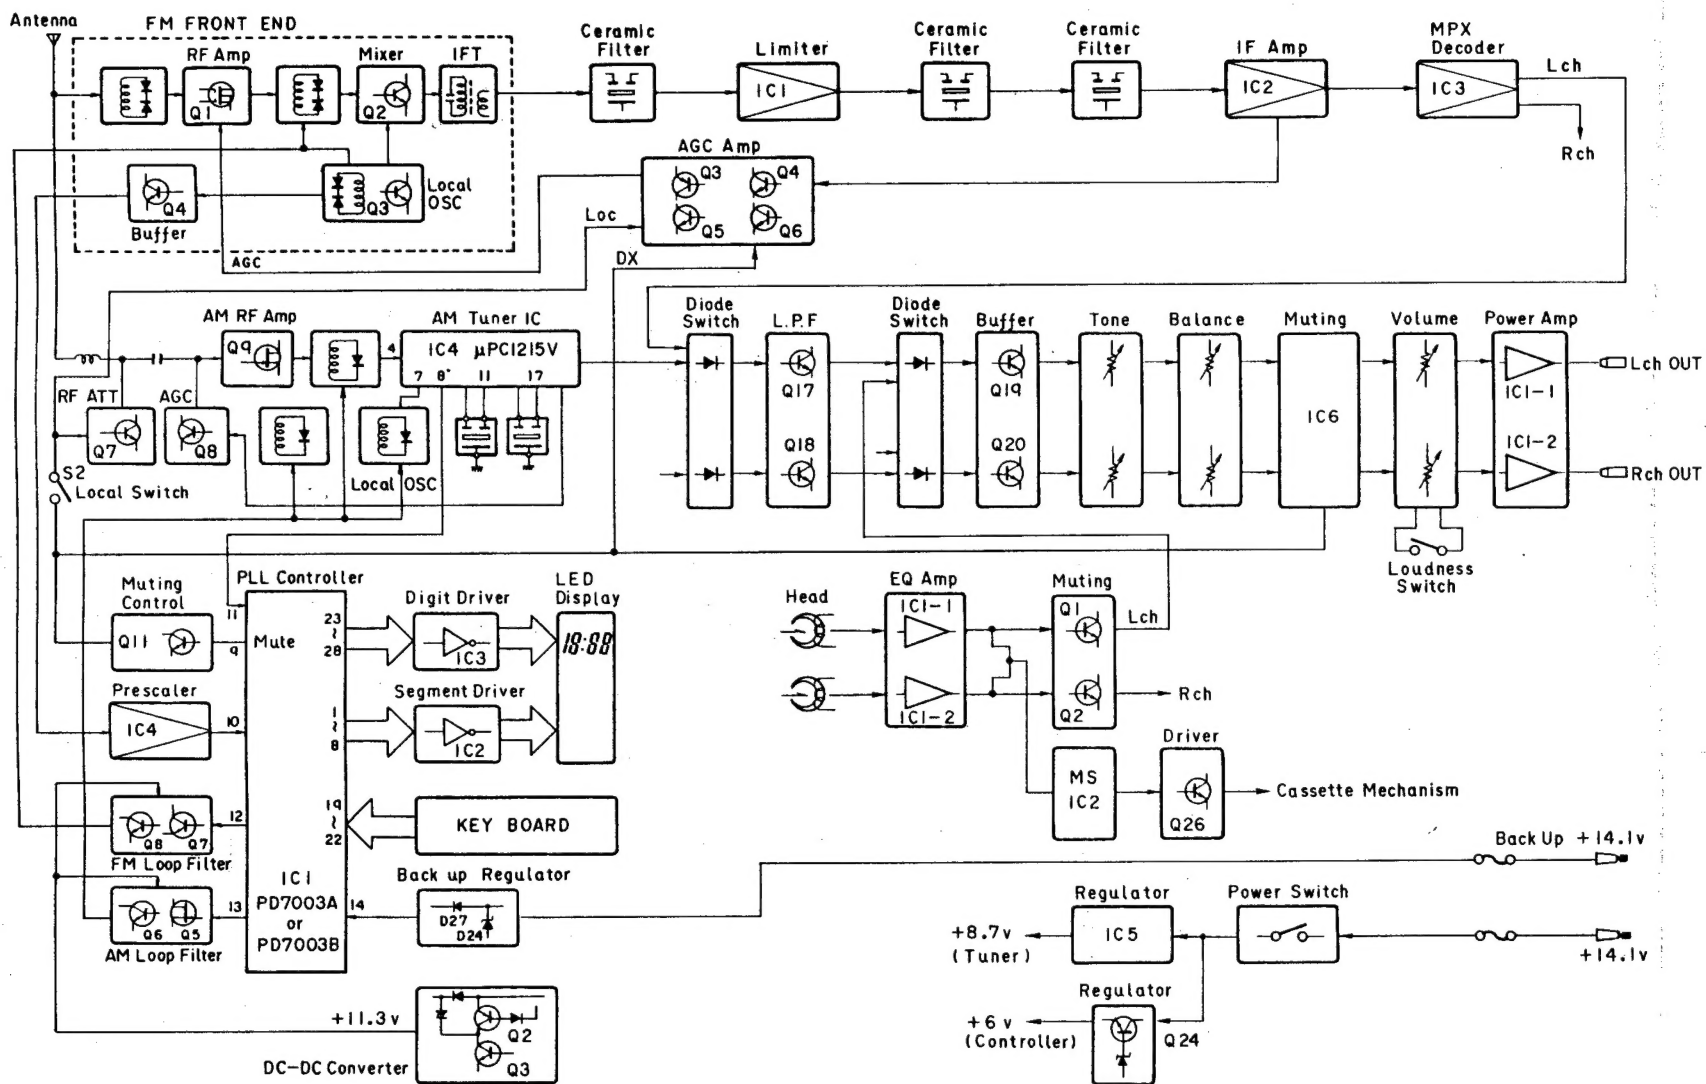 Antenna
FM FRONT END
RF Amp
Mixer
IFT
Q1
Q2
Q4
Buffer
Q3
Local
OSC
AGC
Ceramic
Filter
Limiter
IC1
Ceramic
Filter
Ceramic
Filter
IF Amp
IC2
MPX
Decoder
IC3
Lch
Rch
AGC Amp
Q3
Q4
Q5
Q6
Loc
DX
AM RF Amp
Q9
4
AM Tuner IC
IC4 μPC1215V
7
8
11
17
RF ATT
Q7
AGC
Q8
Local OSC
S2
Local Switch
Diode
Switch
L.P.F
Q17
Q18
Diode
Switch
Buffer
Q19
Q20
Tone
Balance
Muting
IC6
Volume
Loudness
Switch
Power Amp
IC1-1
IC1-2
Lch OUT
Rch OUT
Muting
Control
Q11
PLL Controller
11
Mute
9
Prescaler
IC4
10
Q8
Q7
12
FM Loop Filter
Q6
Q5
13
AM Loop Filter
IC1
PD7003A
or
PD7003B
23
~
28
Digit Driver
IC3
LED
Display
18:88
1
~
8
Segment Driver
IC2
19
~
22
KEY BOARD
14
Back up Regulator
D27
D24
+11.3v
Q2
Q3
DC-DC Converter
Head
EQ Amp
IC1-1
IC1-2
Muting
Q1
Q2
Lch
Rch
MS
IC2
Driver
Q26
Cassette Mechanism
Back Up +14.1v
Regulator
IC5
+8.7v
(Tuner)
Power Switch
+14.1v
Regulator
Q24
+6v
(Controller)